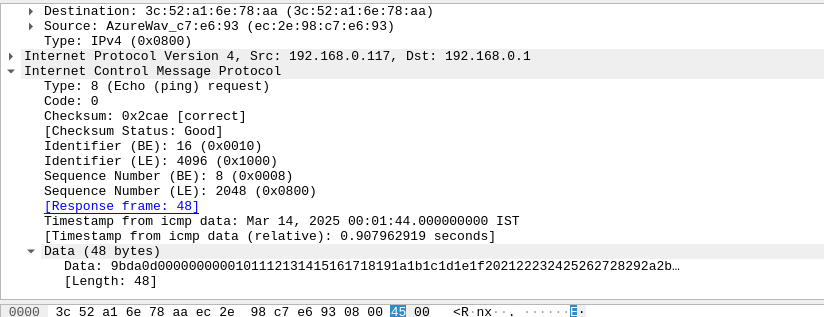 Destination: 3c:52:a1:6e:78:aa (3c:52:a1:6e:78:aa)
Source: AzureWav_c7:e6:93 (ec:2e:98:c7:e6:93)
Type: IPv4 (0x0800)
Internet Protocol Version 4, Src: 192.168.0.117, Dst: 192.168.0.1
Internet Control Message Protocol
Type: 8 (Echo (ping) request)
Code: 0
Checksum: 0x2cae [correct]
[Checksum Status: Good]
Identifier (BE): 16 (0x0010)
Identifier (LE): 4096 (0x1000)
Sequence Number (BE): 8 (0x0008)
Sequence Number (LE): 2048 (0x0800)
[Response frame: 48]
Timestamp from icmp data: Mar 14, 2025 00:01:44.000000000 IST
[Timestamp from icmp data (relative): 0.907962919 seconds]
Data (48 bytes)
Data: 9bda0d0000000000101112131415161718191a1b1c1d1e1f202122232425262728292a2b…
[Length: 48]
0000 3c 52 a1 6e 78 aa ec 2e 98 c7 e6 93 08 00 45 00 <R·nx··. ······E·